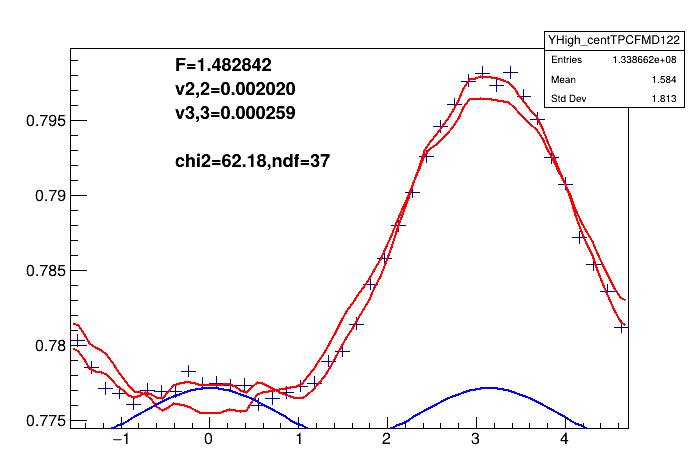 YHigh_centTPCFMD122
Entries 1.338662e+08
Mean 1.584
Std Dev 1.813
F=1.482842
v2,2=0.002020
v3,3=0.000259
chi2=62.18,ndf=37
0.795
0.79
0.785
0.78
0.775
−1 0 1 2 3 4